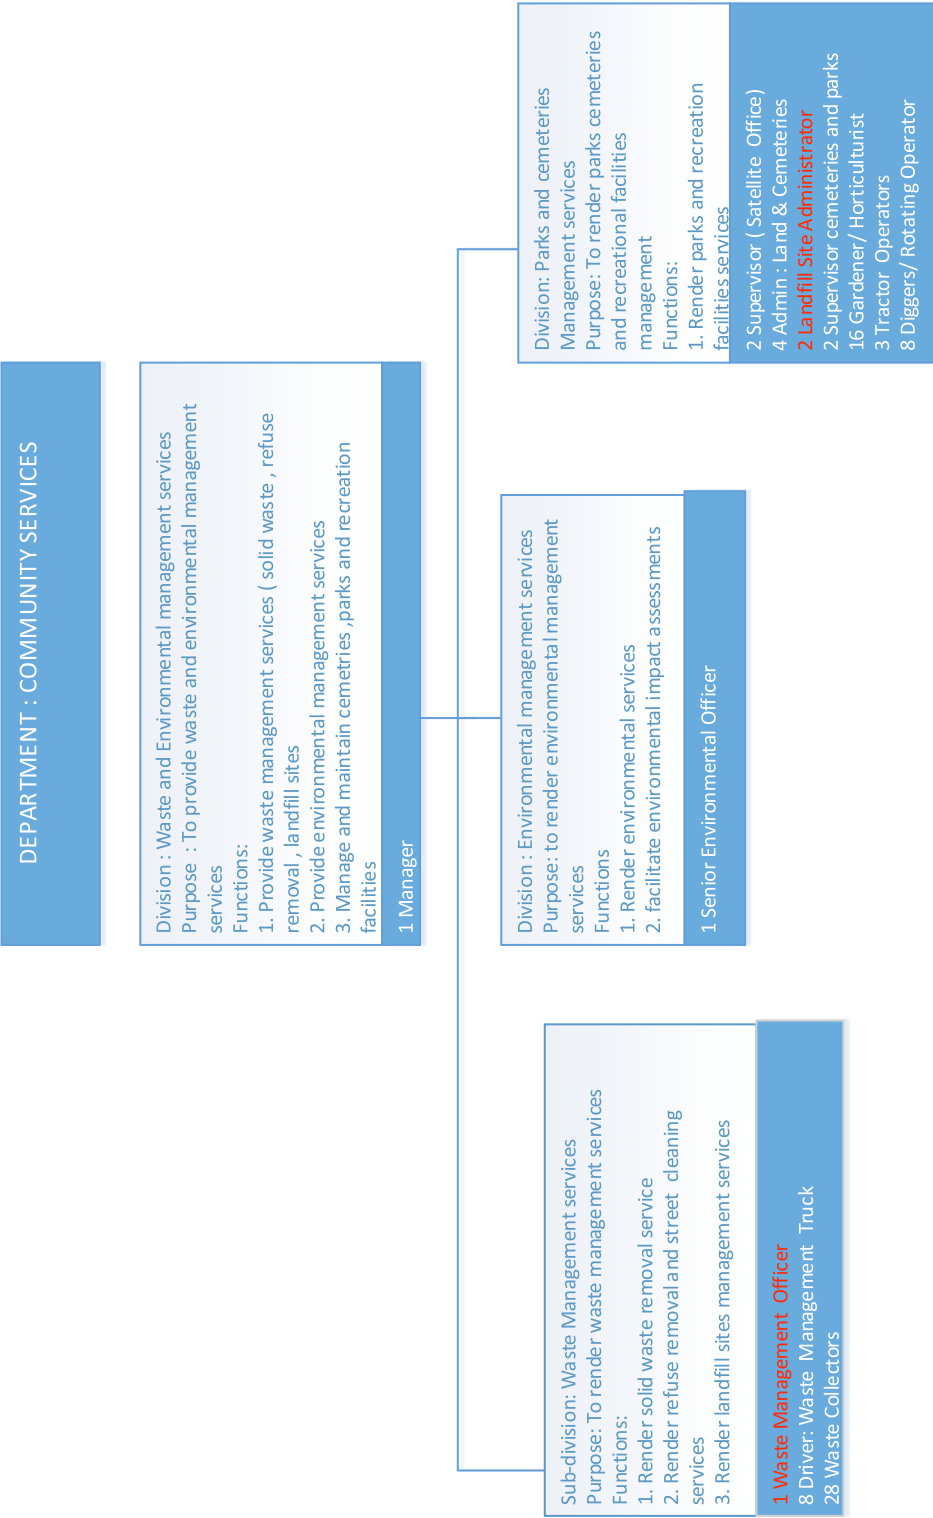 DEPARTMENT : COMMUNITY SERVICES
Division : Waste and Environmental management services
Purpose : To provide waste and environmental management
services
Functions:
1. Provide waste management services ( solid waste , refuse
removal , landfill sites
2. Provide environmental management services
3. Manage and maintain cemetries ,parks and recreation
facilities
1 Manager
Sub-division: Waste Management services
Purpose: To render waste management services
Functions:
1. Render solid waste removal service
2. Render refuse removal and street cleaning
services
3. Render landfill sites management services
1 Waste Management Officer
8 Driver: Waste Management Truck
28 Waste Collectors
Division : Environmental management services
Purpose: to render environmental management
services
Functions
1. Render environmental services
2. facilitate environmental impact assessments
1 Senior Environmental Officer
Division: Parks and cemeteries
Management services
Purpose: To render parks cemeteries
and recreational facilities
management
Functions:
1. Render parks and recreation
facilities services
2 Supervisor ( Satellite Office)
4 Admin : Land & Cemeteries
2 Landfill Site Administrator
2 Supervisor cemeteries and parks
16 Gardener/ Horticulturist
3 Tractor Operators
8 Diggers/ Rotating Operator